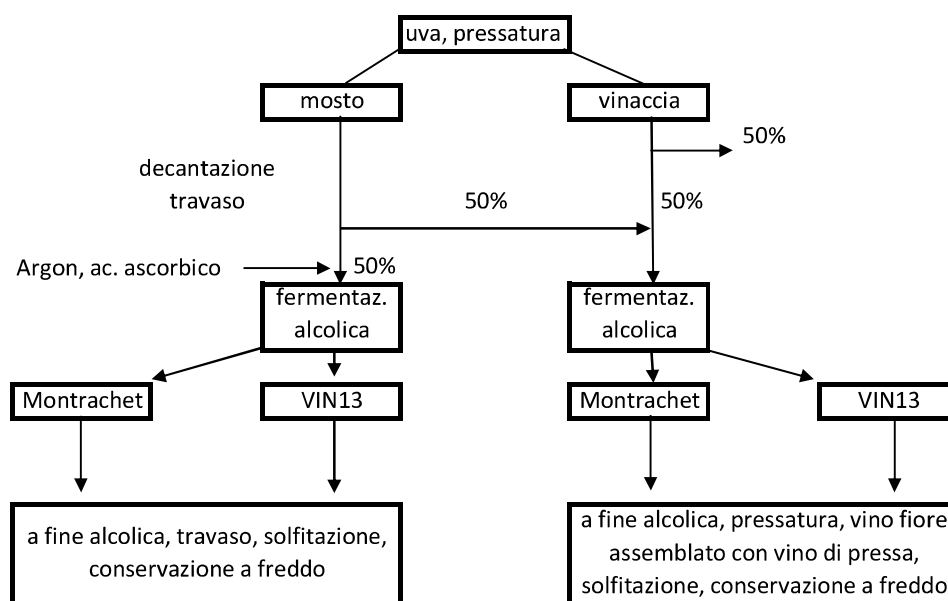 uva, pressatura
mosto
vinaccia
50%
decantazione
travaso
50%
50%
Argon, ac. ascorbico
50%
fermentaz.
alcolica
fermentaz.
alcolica
Montrachet
VIN13
Montrachet
VIN13
a fine alcolica, travaso, solfitazione,
conservazione a freddo
a fine alcolica, pressatura, vino fiore
assemblato con vino di pressa,
solfitazione, conservazione a freddo